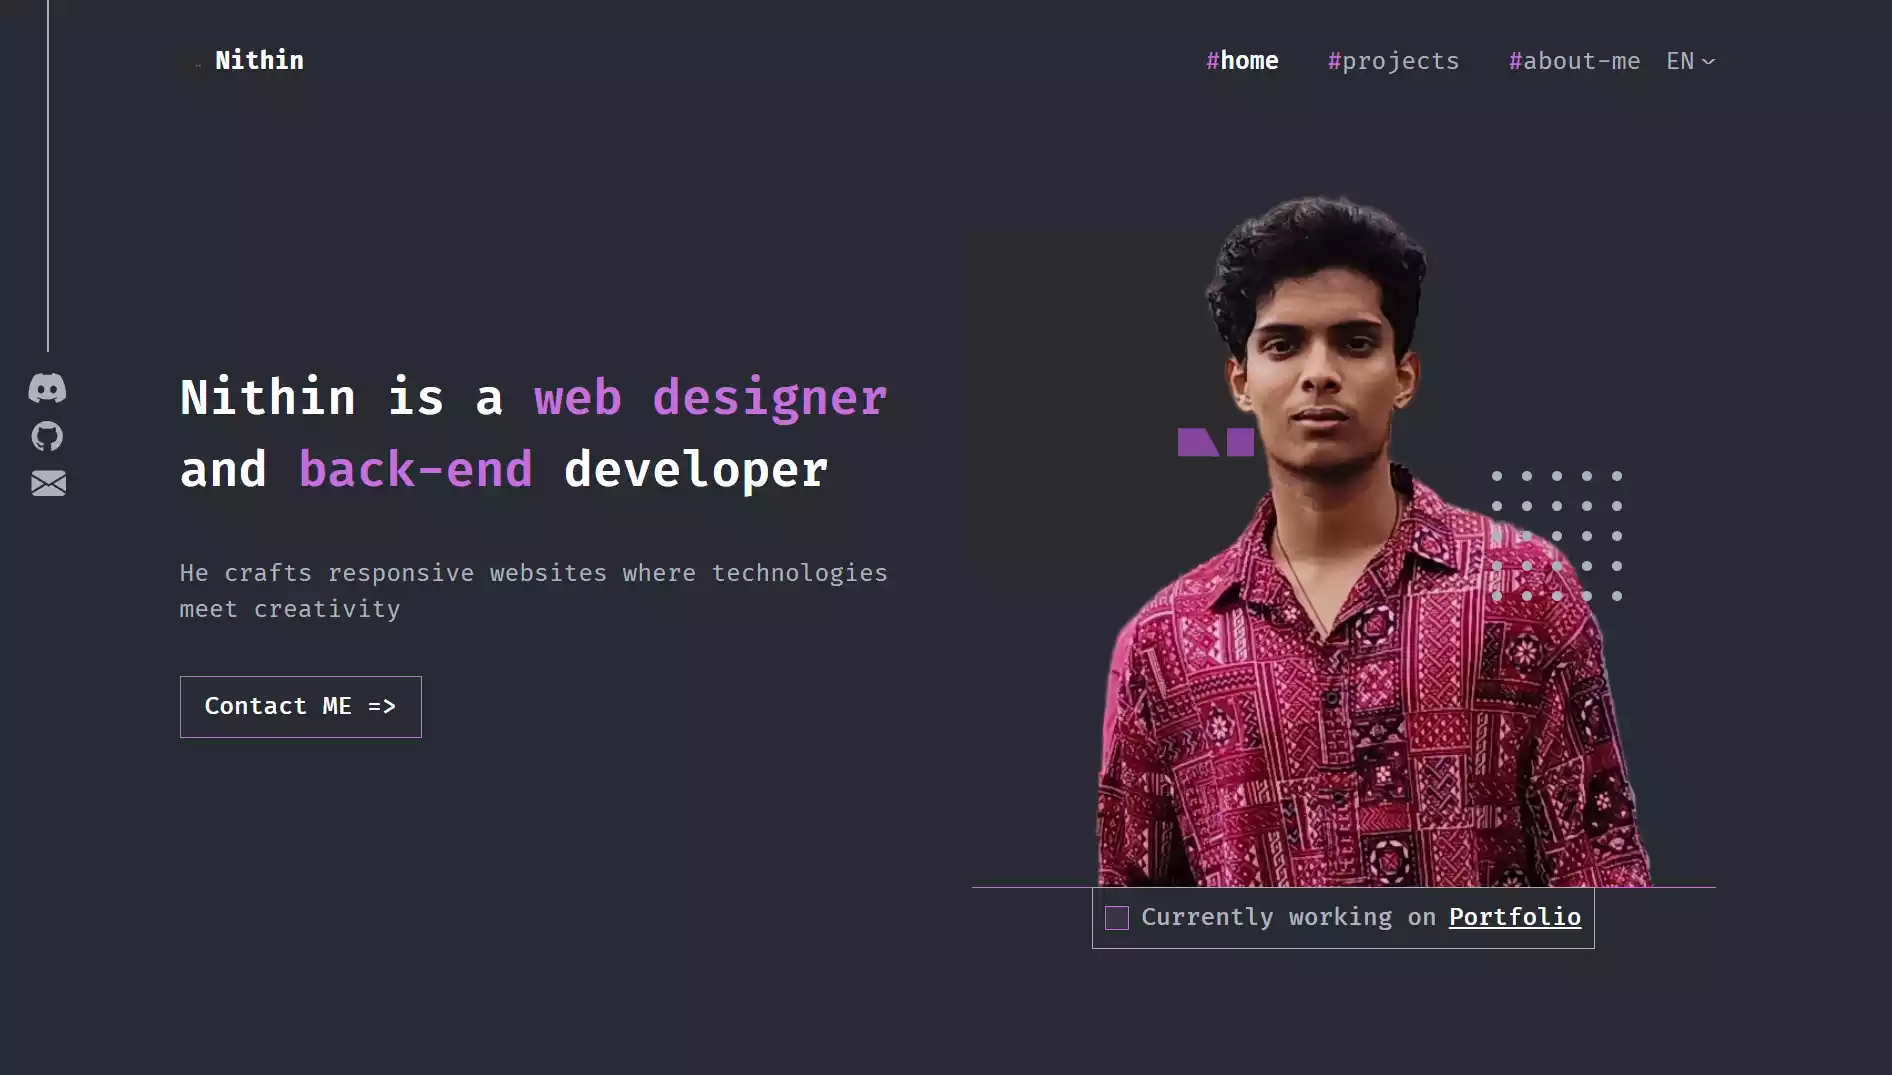 Nithin
#home #projects #about-me EN
Nithin is a web designer
and back-end developer
He crafts responsive websites where technologies
meet creativity
Contact ME =>
Currently working on Portfolio